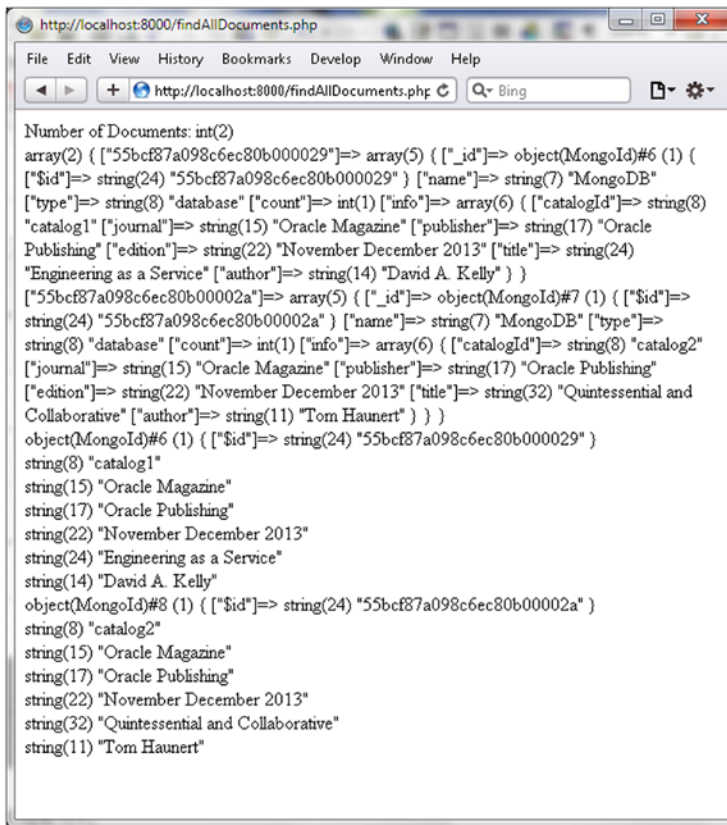 http://localhost:8000/findAllDocuments.php
File Edit View History Bookmarks Develop Window Help
http://localhost:8000/findAllDocuments.php Bing
Number of Documents: int(2)
array(2) { ["55bcf87a098c6ec80b000029"]=> array(5) { ["_id"]=> object(MongoId)#6 (1) {
["$id"]=> string(24) "55bcf87a098c6ec80b000029" } ["name"]=> string(7) "MongoDB"
["type"]=> string(8) "database" ["count"]=> int(1) ["info"]=> array(6) { ["catalogId"]=> string(8)
"catalog1" ["journal"]=> string(15) "Oracle Magazine" ["publisher"]=> string(17) "Oracle
Publishing" ["edition"]=> string(22) "November December 2013" ["title"]=> string(24)
"Engineering as a Service" ["author"]=> string(14) "David A. Kelly" } }
["55bcf87a098c6ec80b00002a"]=> array(5) { ["_id"]=> object(MongoId)#7 (1) { ["$id"]=>
string(24) "55bcf87a098c6ec80b00002a" } ["name"]=> string(7) "MongoDB" ["type"]=>
string(8) "database" ["count"]=> int(1) ["info"]=> array(6) { ["catalogId"]=> string(8) "catalog2"
["journal"]=> string(15) "Oracle Magazine" ["publisher"]=> string(17) "Oracle Publishing"
["edition"]=> string(22) "November December 2013" ["title"]=> string(32) "Quintessential and
Collaborative" ["author"]=> string(11) "Tom Haunert" } } }
object(MongoId)#6 (1) { ["$id"]=> string(24) "55bcf87a098c6ec80b000029" }
string(8) "catalog1"
string(15) "Oracle Magazine"
string(17) "Oracle Publishing"
string(22) "November December 2013"
string(24) "Engineering as a Service"
string(14) "David A. Kelly"
object(MongoId)#8 (1) { ["$id"]=> string(24) "55bcf87a098c6ec80b00002a" }
string(8) "catalog2"
string(15) "Oracle Magazine"
string(17) "Oracle Publishing"
string(22) "November December 2013"
string(32) "Quintessential and Collaborative"
string(11) "Tom Haunert"